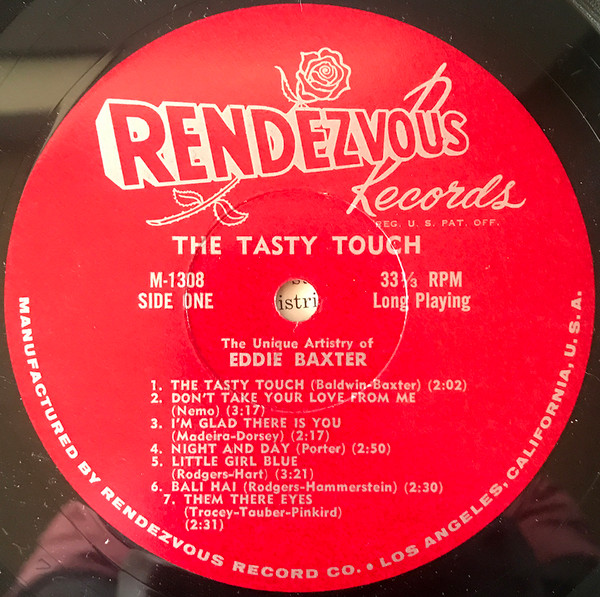 RENDEZVOUS
Records
REG. U. S. PAT. OFF.
THE TASTY TOUCH
M-1308
SIDE ONE
istri
33⅓ RPM
Long Playing
The Unique Artistry of
EDDIE BAXTER
1. THE TASTY TOUCH (Baldwin-Baxter) (2:02)
2. DON'T TAKE YOUR LOVE FROM ME
(Nemo) (3:17)
3. I'M GLAD THERE IS YOU
(Madeira-Dorsey) (2:17)
4. NIGHT AND DAY (Porter) (2:50)
5. LITTLE GIRL BLUE
(Rodgers-Hart) (3:21)
6. BALI HAI (Rodgers-Hammerstein) (2:30)
7. THEM THERE EYES
(Tracey-Tauber-Pinkird)
(2:31)
MANUFACTURED BY RENDEZVOUS RECORD CO. • LOS ANGELES, CALIFORNIA, U. S. A.